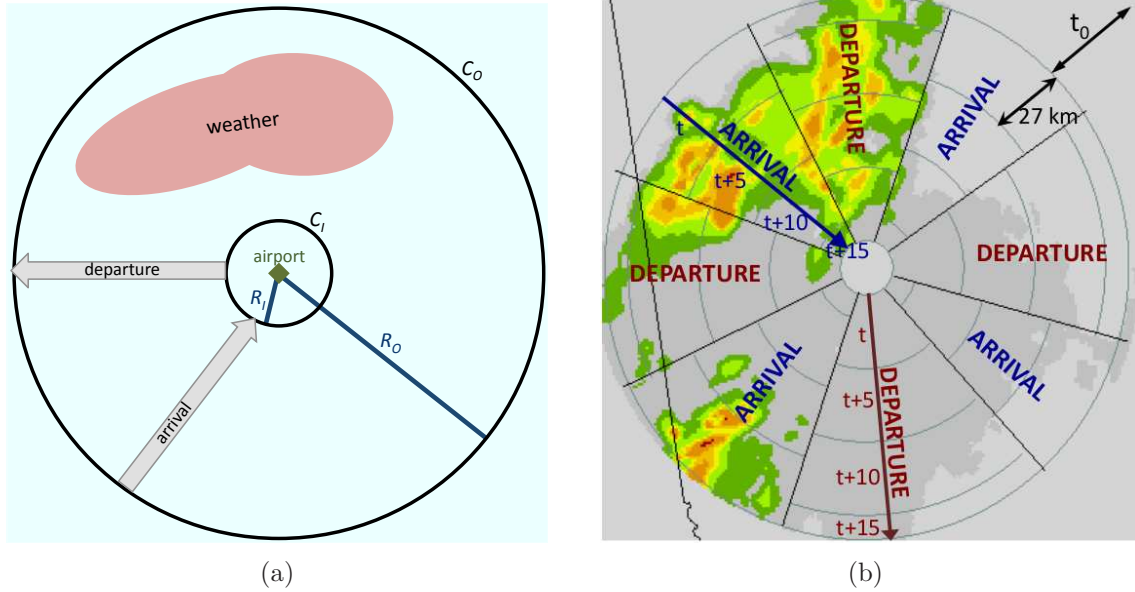 C_O
weather
C_I
airport
departure
R_I
R_O
arrival
(a)
t_0
DEPARTURE
ARRIVAL
27 km
t
ARRIVAL
t+5
t+10
t+15
DEPARTURE
DEPARTURE
t
ARRIVAL
ARRIVAL
DEPARTURE
t+5
t+10
t+15
(b)